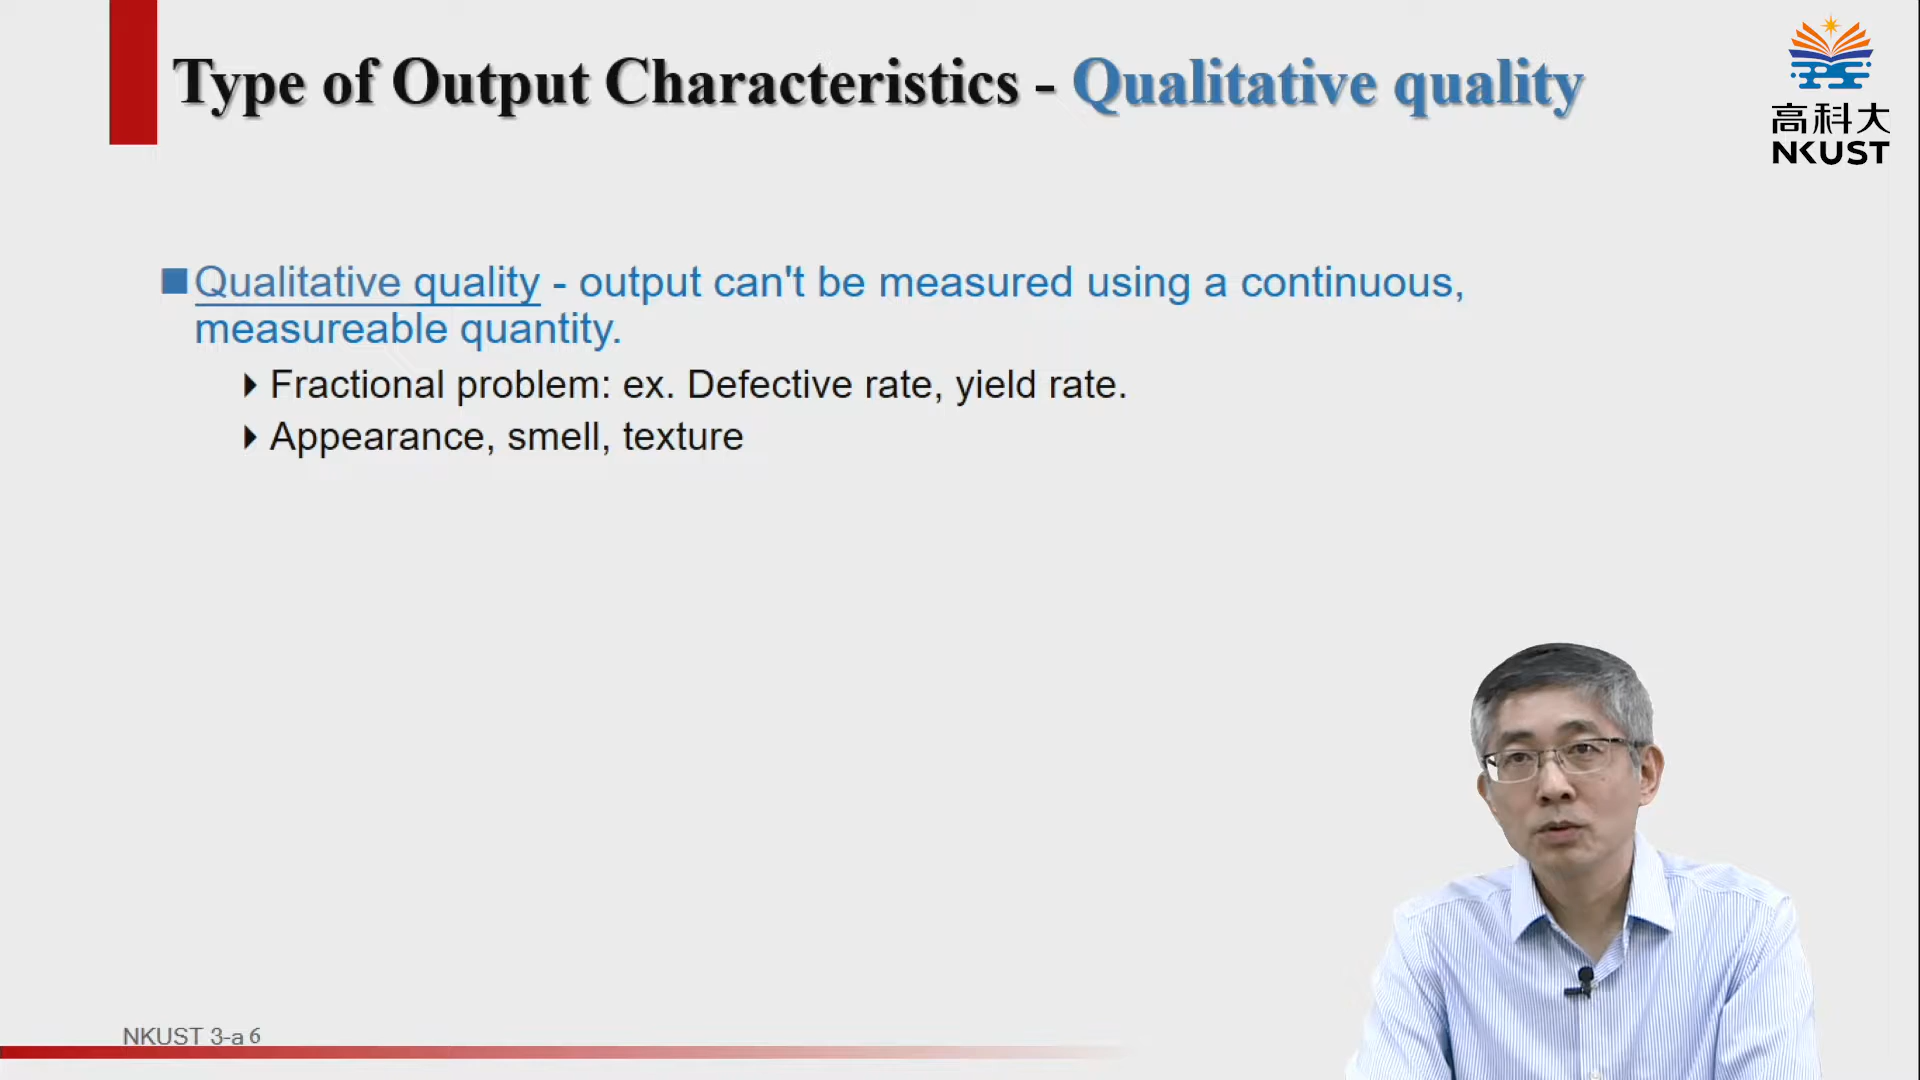 Type of Output Characteristics - Qualitative quality
高科大
NKUST
Qualitative quality - output can't be measured using a continuous,
measureable quantity.
Fractional problem: ex. Defective rate, yield rate.
Appearance, smell, texture
NKUST 3-a 6